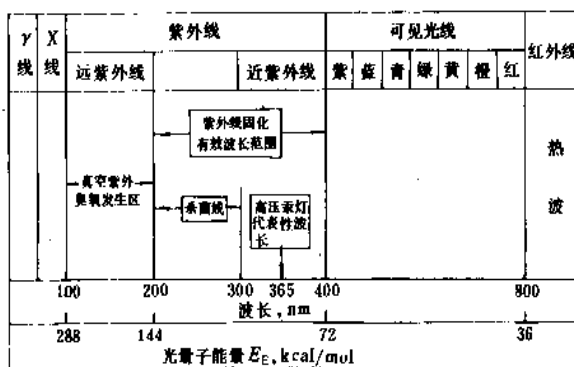 γ线 X线 紫外线 可见光线 红外线
远紫外线 近紫外线 紫 蓝 青 绿 黄 橙 红
紫外线固化
有效波长范围
真空紫外
臭氧发生区
杀菌线
高压汞灯
代表性波
长
热波
100 200 300 365 400 800
波长, nm
288 144 72 36
光量子能量 E_E, kcal/mol